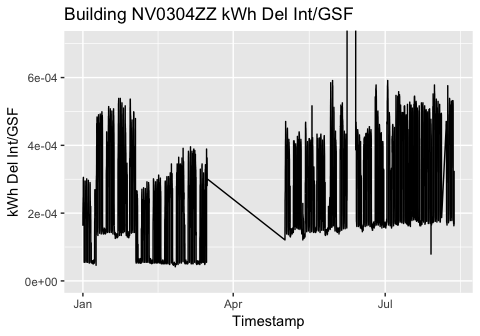 Building NV0304ZZ kWh Del Int/GSF
kWh Del Int/GSF
6e-04
4e-04
2e-04
0e+00
Jan
Apr
Jul
Timestamp